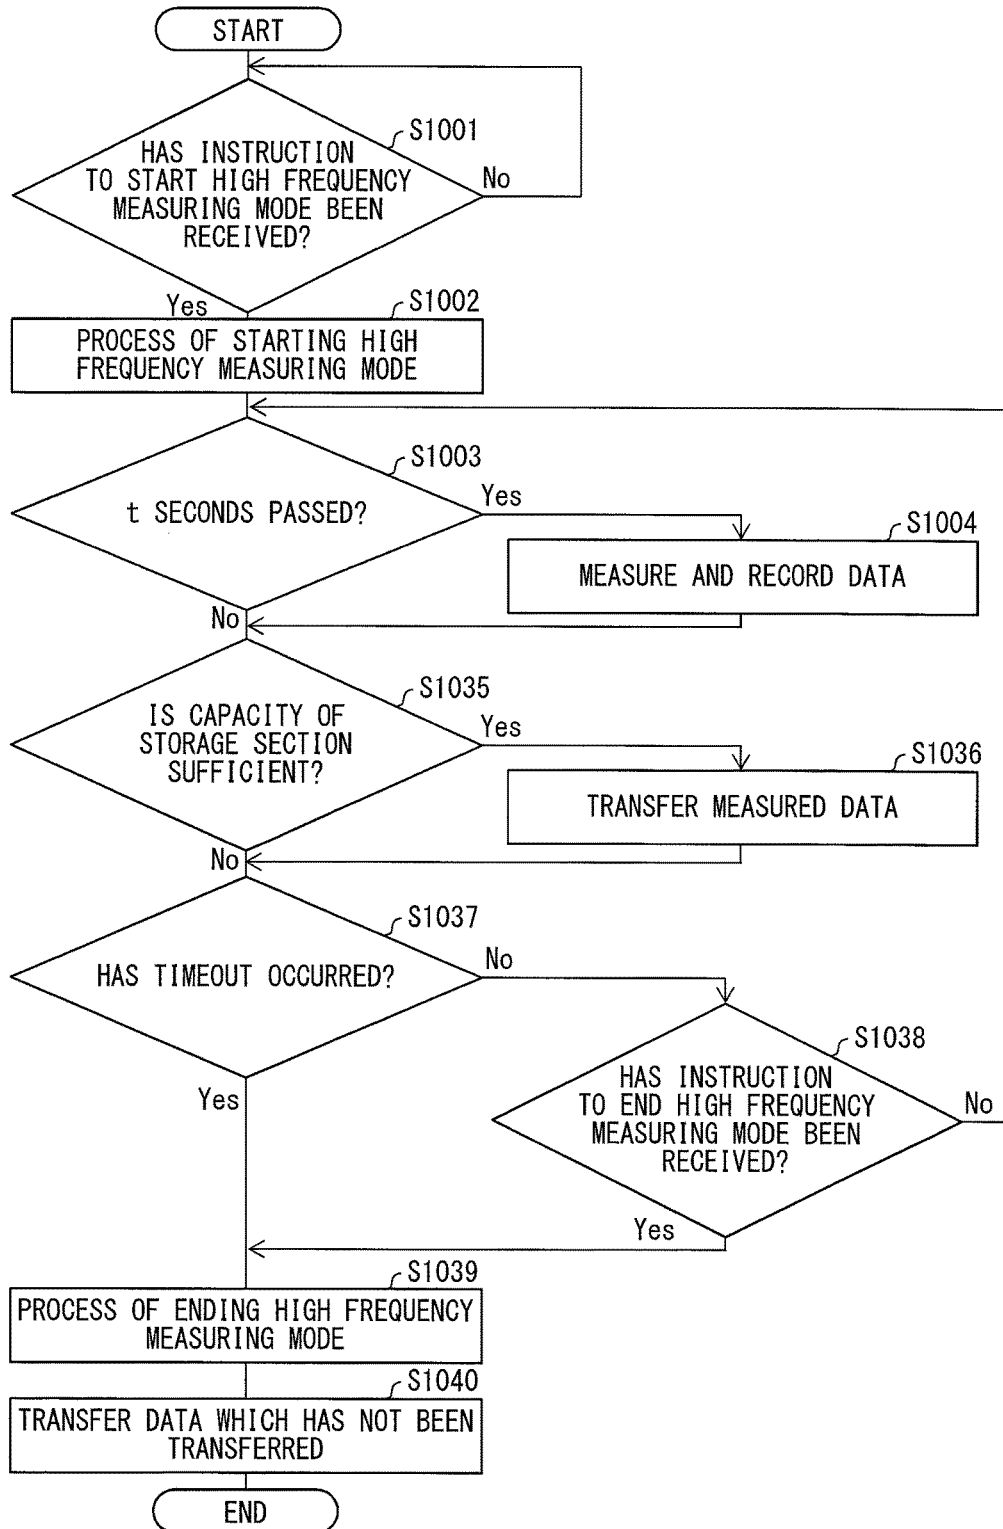 START
S1001
HAS INSTRUCTION
TO START HIGH FREQUENCY
MEASURING MODE BEEN
RECEIVED?
No
Yes
S1002
PROCESS OF STARTING HIGH
FREQUENCY MEASURING MODE
S1003
t SECONDS PASSED?
Yes
S1004
MEASURE AND RECORD DATA
No
S1035
IS CAPACITY OF
STORAGE SECTION
SUFFICIENT?
Yes
S1036
TRANSFER MEASURED DATA
No
S1037
HAS TIMEOUT OCCURRED?
No
S1038
HAS INSTRUCTION
TO END HIGH FREQUENCY
MEASURING MODE BEEN
RECEIVED?
No
Yes
Yes
S1039
PROCESS OF ENDING HIGH FREQUENCY
MEASURING MODE
S1040
TRANSFER DATA WHICH HAS NOT BEEN
TRANSFERRED
END